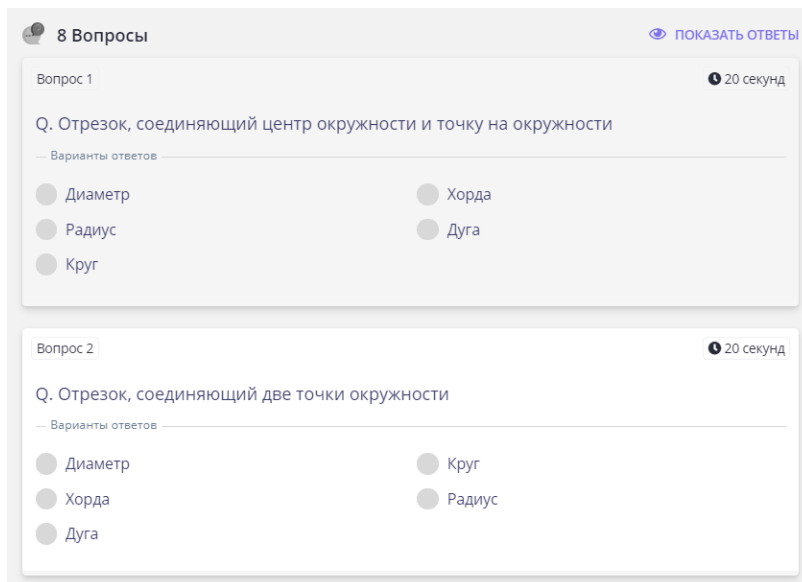 8 Вопросы
ПОКАЗАТЬ ОТВЕТЫ
Вопрос 1
20 секунд
Q. Отрезок, соединяющий центр окружности и точку на окружности
Варианты ответов
Диаметр
Хорда
Радиус
Дуга
Круг
Вопрос 2
20 секунд
Q. Отрезок, соединяющий две точки окружности
Варианты ответов
Диаметр
Круг
Хорда
Радиус
Дуга